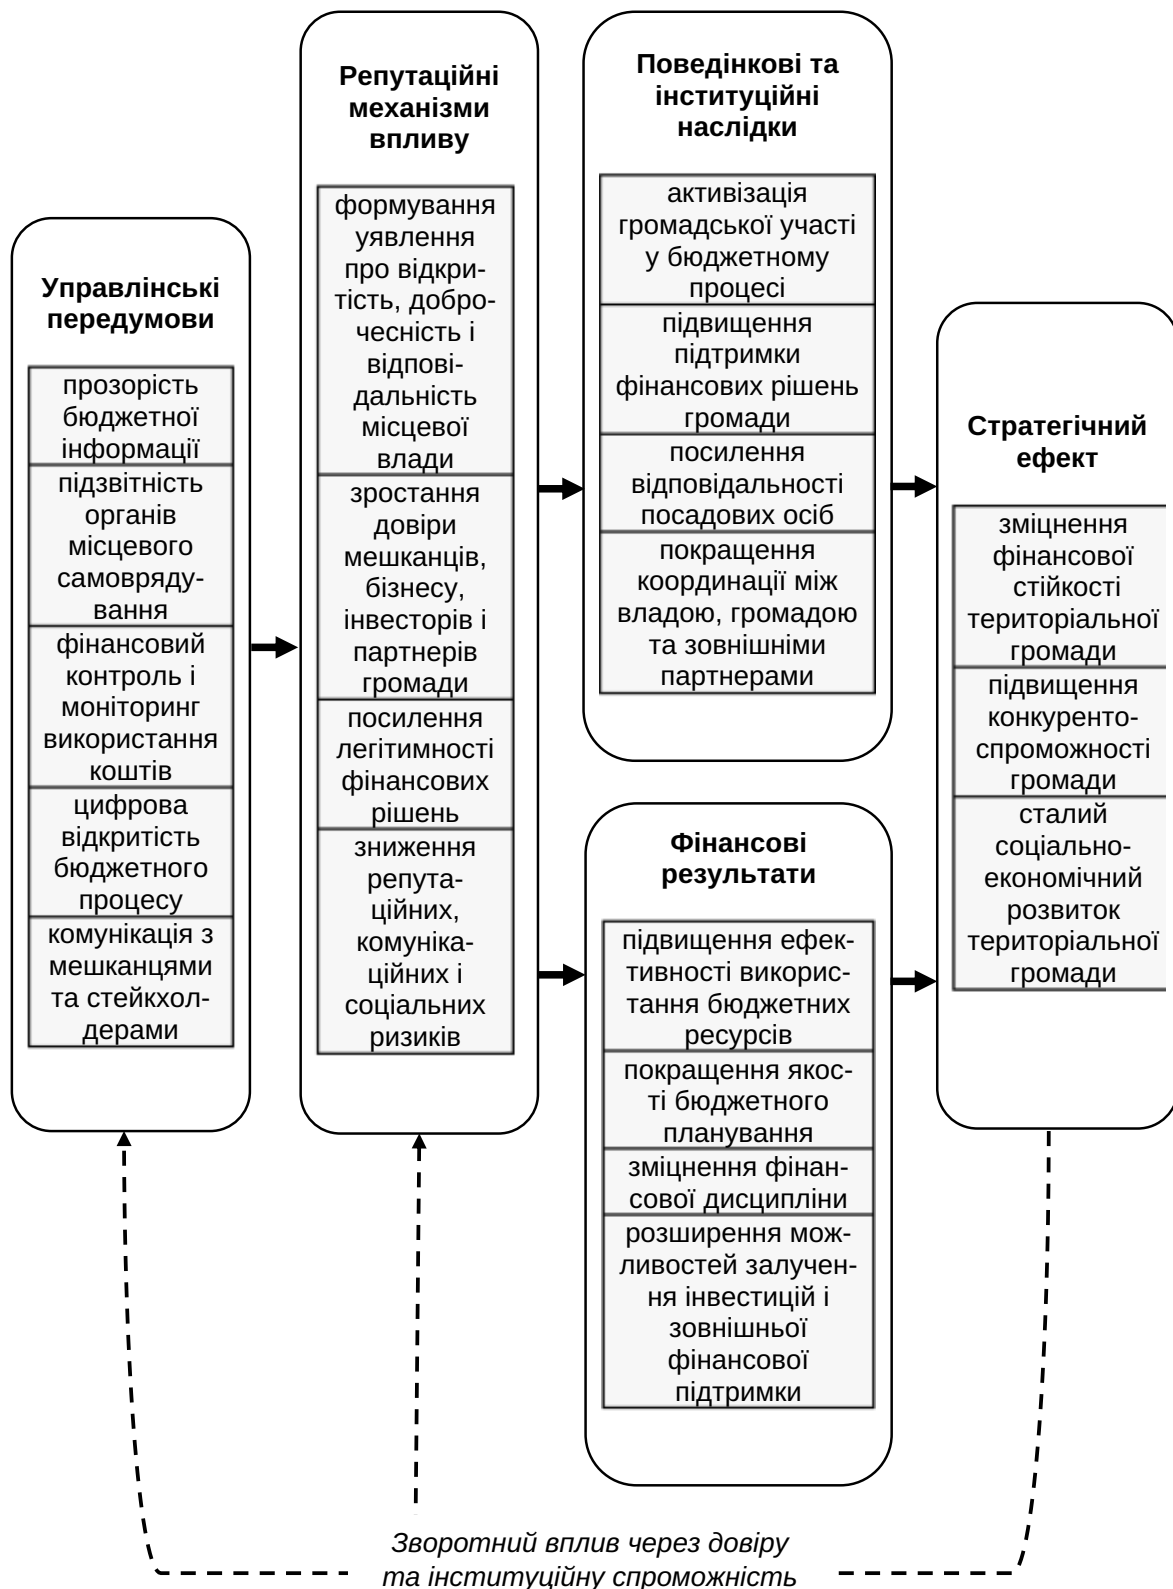 Управлінські
передумови
прозорість
бюджетної
інформації
підзвітність
органів
місцевого
самовряду-
вання
фінансовий
контроль і
моніторинг
використання
коштів
цифрова
відкритість
бюджетного
процесу
комунікація з
мешканцями
та стейкхол-
дерами
Репутаційні
механізми
впливу
формування
уявлення
про відкри-
тість, добро-
чесність і
відпові-
дальність
місцевої
влади
зростання
довіри
мешканців,
бізнесу,
інвесторів і
партнерів
громади
посилення
легітимності
фінансових
рішень
зниження
репута-
ційних,
комуніка-
ційних і
соціальних
ризиків
Поведінкові та
інституційні
наслідки
активізація
громадської участі
у бюджетному
процесі
підвищення
підтримки
фінансових рішень
громади
посилення
відповідальності
посадових осіб
покращення
координації між
владою, громадою
та зовнішніми
партнерами
Фінансові
результати
підвищення ефек-
тивності викорис-
тання бюджетних
ресурсів
покращення якос-
ті бюджетного
планування
зміцнення фінан-
сової дисципліни
розширення мож-
ливостей залучен-
ня інвестицій і
зовнішньої
фінансової
підтримки
Стратегічний
ефект
зміцнення
фінансової
стійкості
територіальної
громади
підвищення
конкуренто-
спроможності
громади
сталий
соціально-
економічний
розвиток
територіальної
громади
Зворотний вплив через довіру
та інституційну спроможність